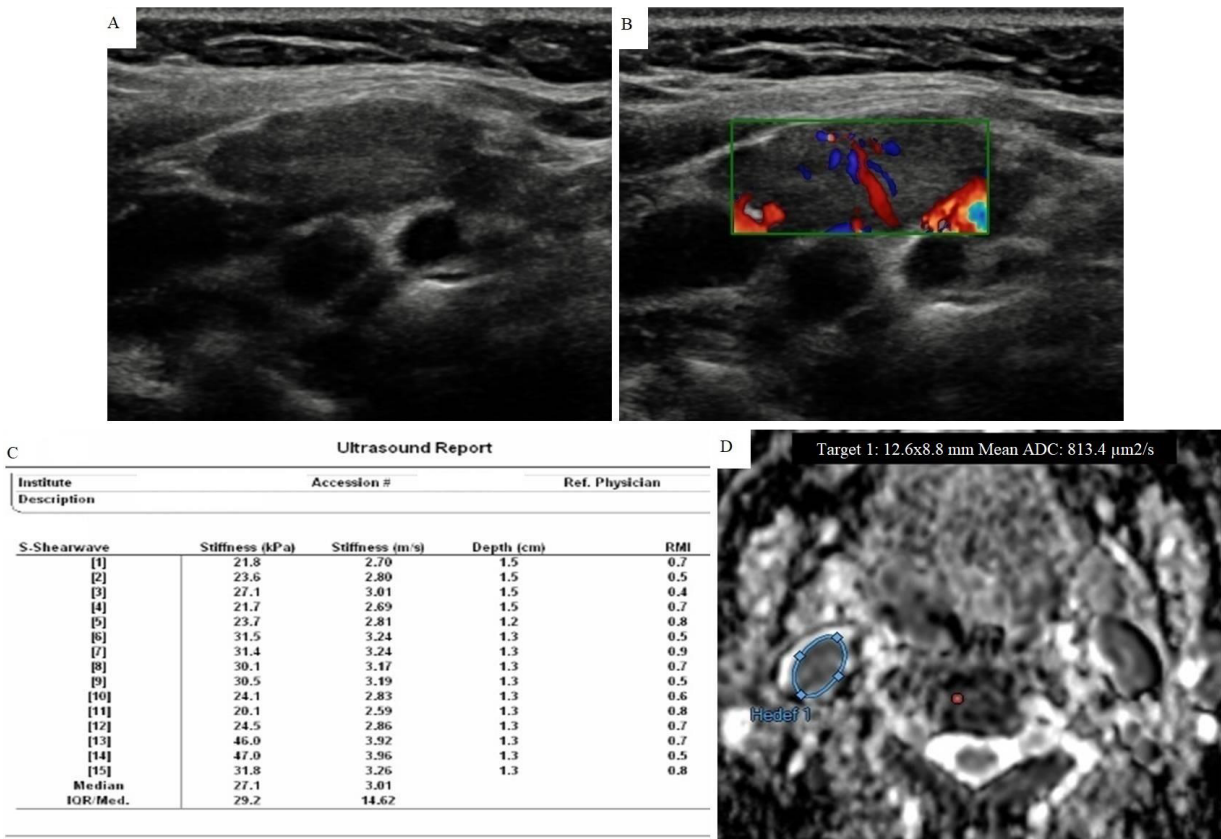 A
B
C
Ultrasound Report
Institute Accession # Ref. Physician
Description
S-Shearwave Stiffness (kPa) Stiffness (m/s) Depth (cm) RMI
[1] 21.8 2.70 1.5 0.7
[2] 23.6 2.80 1.5 0.5
[3] 27.1 3.01 1.5 0.4
[4] 21.7 2.69 1.5 0.7
[5] 23.7 2.81 1.2 0.8
[6] 31.5 3.24 1.3 0.5
[7] 31.4 3.24 1.3 0.9
[8] 30.1 3.17 1.3 0.7
[9] 30.5 3.19 1.3 0.5
[10] 24.1 2.83 1.3 0.6
[11] 20.1 2.59 1.3 0.8
[12] 24.5 2.86 1.3 0.7
[13] 46.0 3.92 1.3 0.7
[14] 47.0 3.96 1.3 0.5
[15] 31.8 3.26 1.3 0.8
Median 27.1 3.01
IQR/Med. 29.2 14.62
D
Target 1: 12.6x8.8 mm Mean ADC: 813.4 µm2/s
Hedef 1